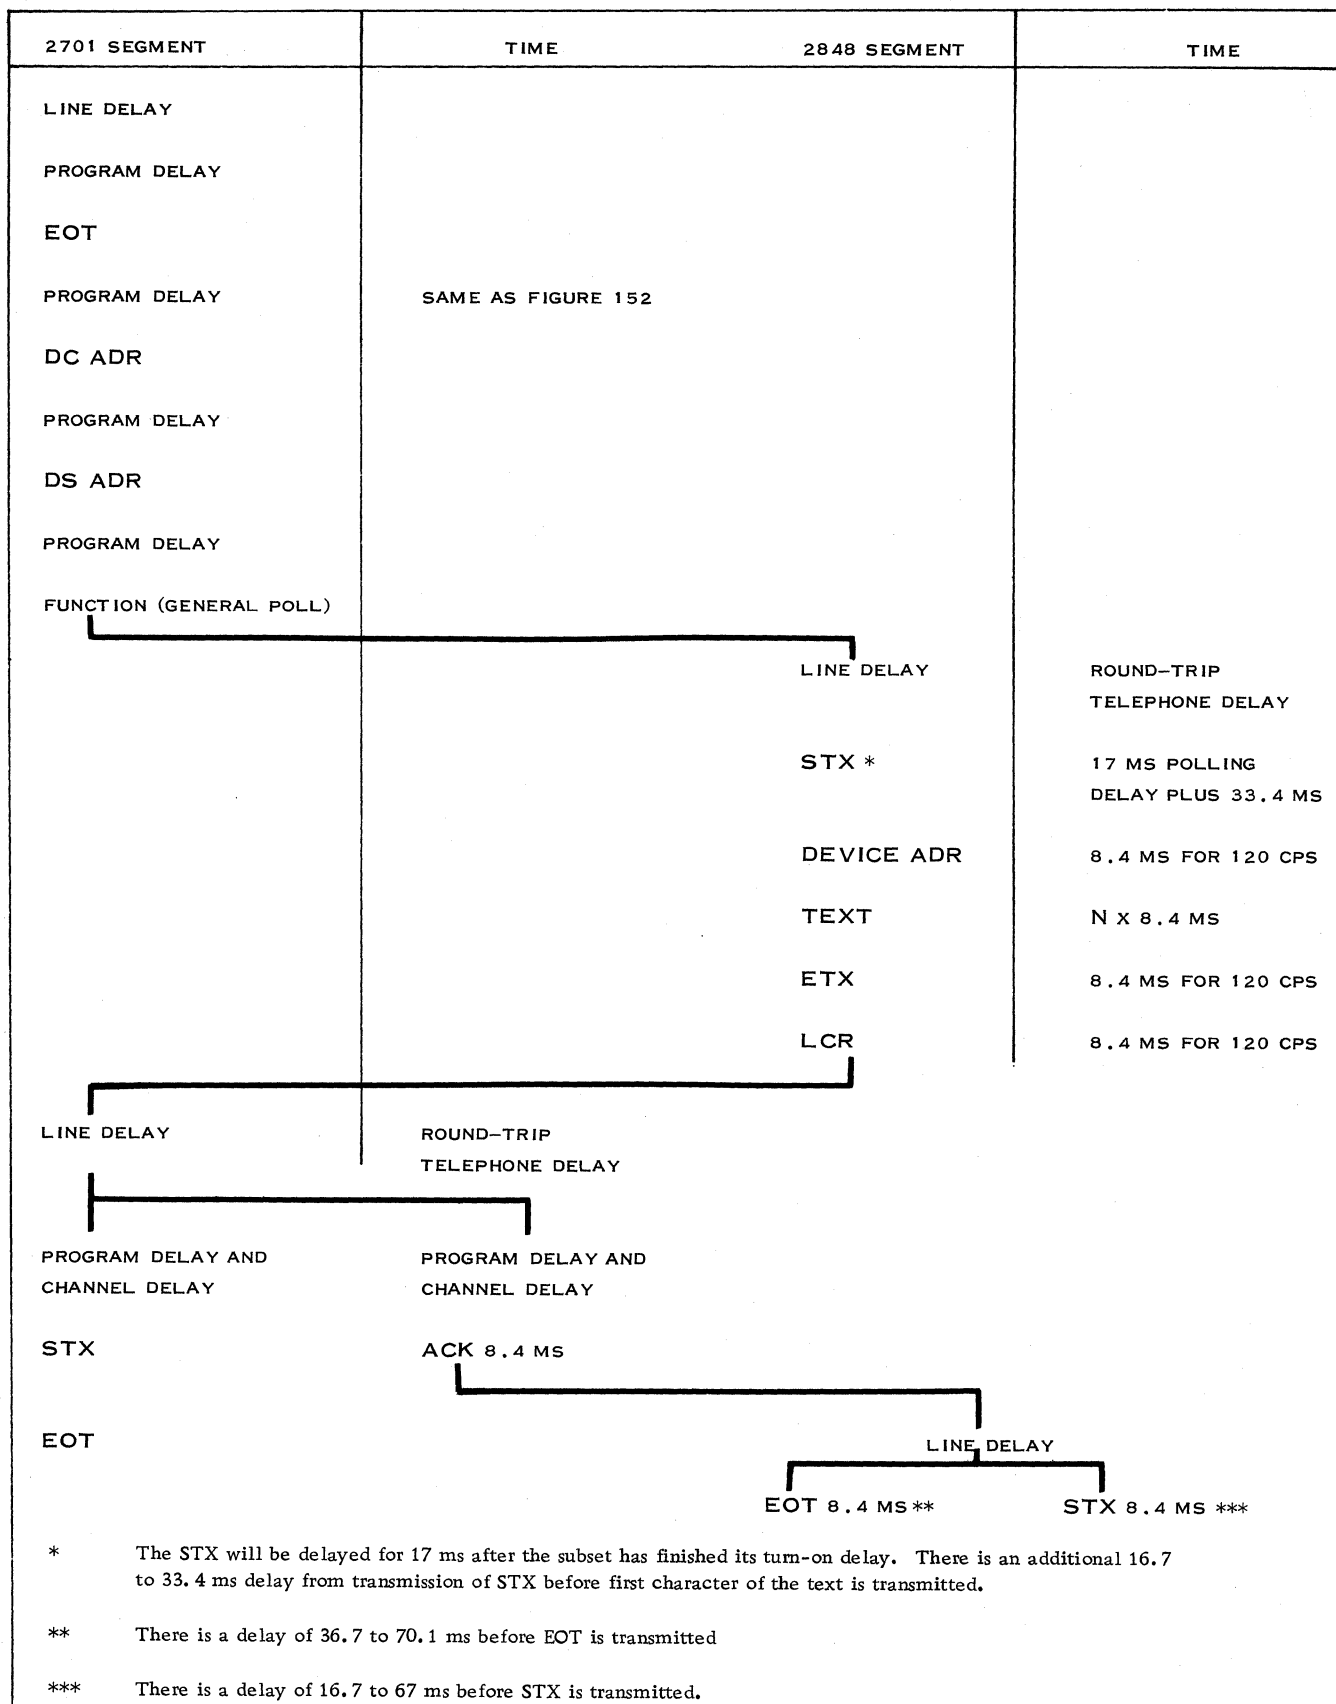 2701 SEGMENT TIME 2848 SEGMENT TIME
LINE DELAY
PROGRAM DELAY
EOT
PROGRAM DELAY SAME AS FIGURE 152
DC ADR
PROGRAM DELAY
DS ADR
PROGRAM DELAY
FUNCTION (GENERAL POLL)
LINE DELAY ROUND-TRIP
TELEPHONE DELAY
STX * 17 MS POLLING
DELAY PLUS 33.4 MS
DEVICE ADR 8.4 MS FOR 120 CPS
TEXT N X 8.4 MS
ETX 8.4 MS FOR 120 CPS
LCR 8.4 MS FOR 120 CPS
LINE DELAY ROUND-TRIP
TELEPHONE DELAY
PROGRAM DELAY AND PROGRAM DELAY AND
CHANNEL DELAY CHANNEL DELAY
STX ACK 8.4 MS
EOT LINE DELAY
EOT 8.4 MS ** STX 8.4 MS ***
* The STX will be delayed for 17 ms after the subset has finished its turn-on delay. There is an additional 16.7
to 33.4 ms delay from transmission of STX before first character of the text is transmitted.
** There is a delay of 36.7 to 70.1 ms before EOT is transmitted
*** There is a delay of 16.7 to 67 ms before STX is transmitted.